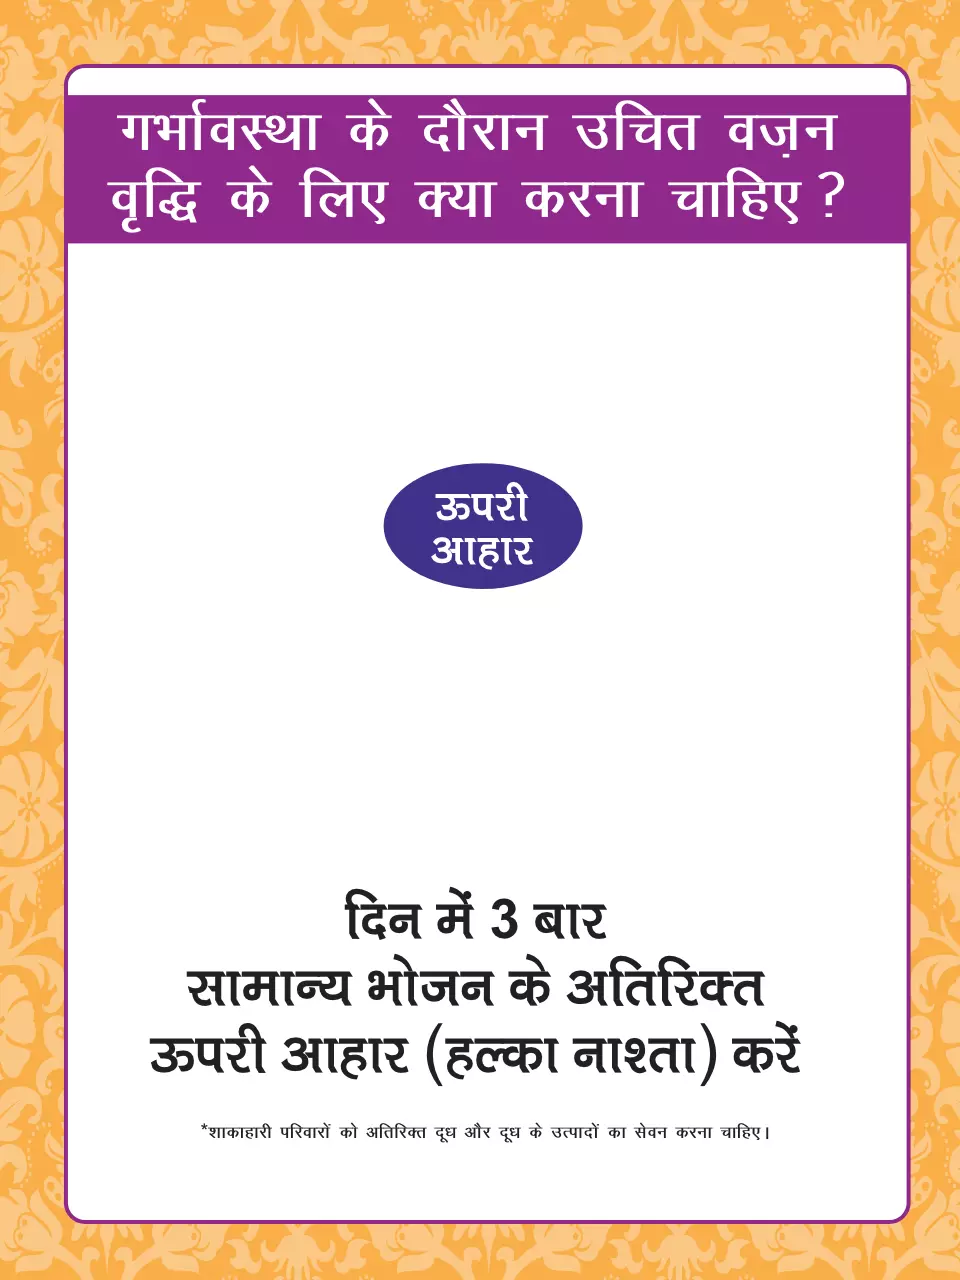 गर्भावस्था के दौरान उचित वज़न
वृद्धि के लिए क्या करना चाहिए ?
ऊपरी
आहार
दिन में 3 बार
सामान्य भोजन के अतिरिक्त
ऊपरी आहार (हल्का नाश्ता) करें
*शाकाहारी परिवारों को अतिरिक्त दूध और दूध के उत्पादों का सेवन करना चाहिए।